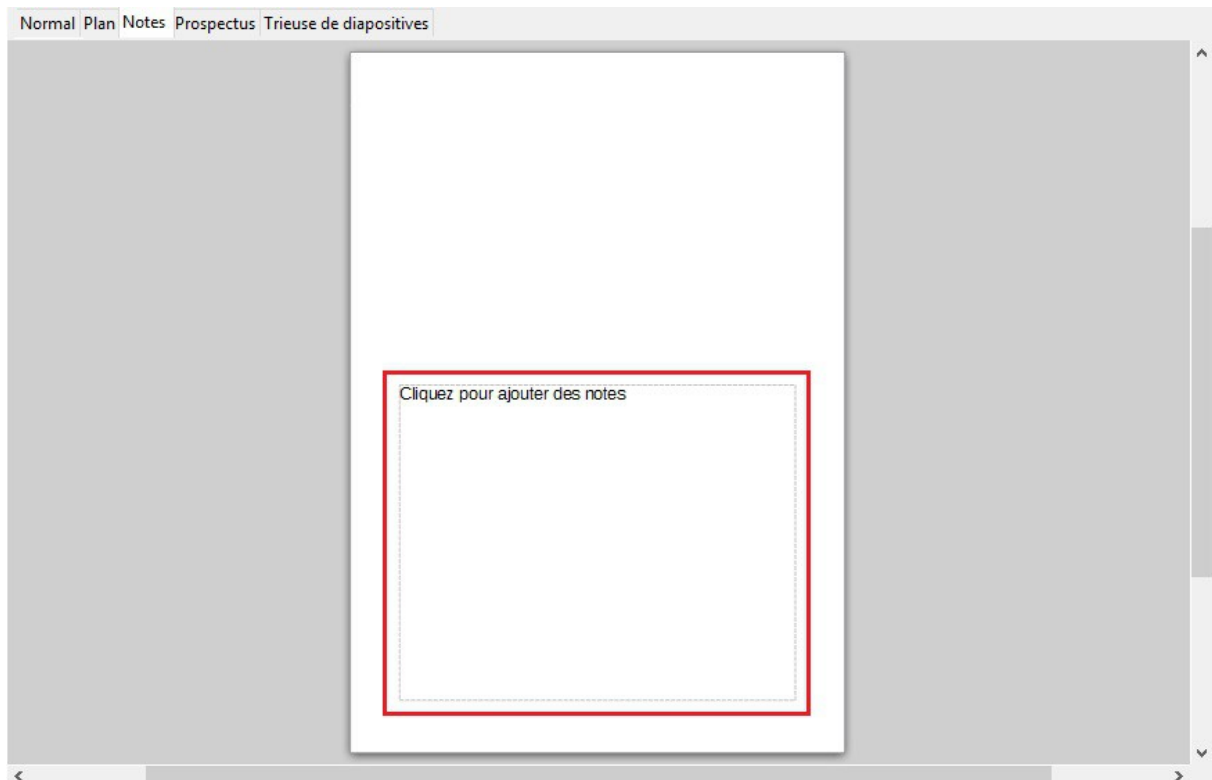 Normal Plan Notes Prospectus Trieuse de diapositives
Cliquez pour ajouter des notes